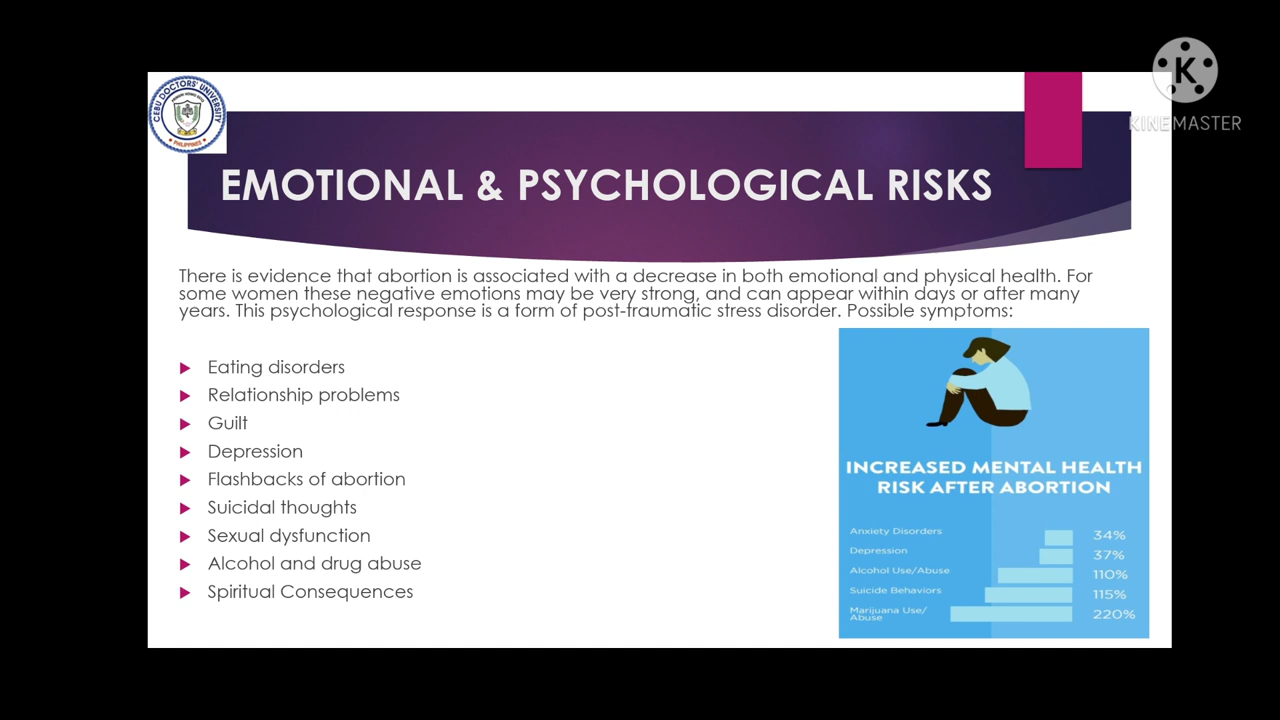 K
KINEMASTER
CEBU DOCTORS' UNIVERSITY
PHILIPPINES
EMOTIONAL & PSYCHOLOGICAL RISKS
There is evidence that abortion is associated with a decrease in both emotional and physical health. For
some women these negative emotions may be very strong, and can appear within days or after many
years. This psychological response is a form of post-traumatic stress disorder. Possible symptoms:
Eating disorders
Relationship problems
Guilt
Depression
Flashbacks of abortion
Suicidal thoughts
Sexual dysfunction
Alcohol and drug abuse
Spiritual Consequences
INCREASED MENTAL HEALTH
RISK AFTER ABORTION
Anxiety Disorders 34%
Depression 37%
Alcohol Use/Abuse 110%
Suicide Behaviors 115%
Marijuana Use/
Abuse 220%